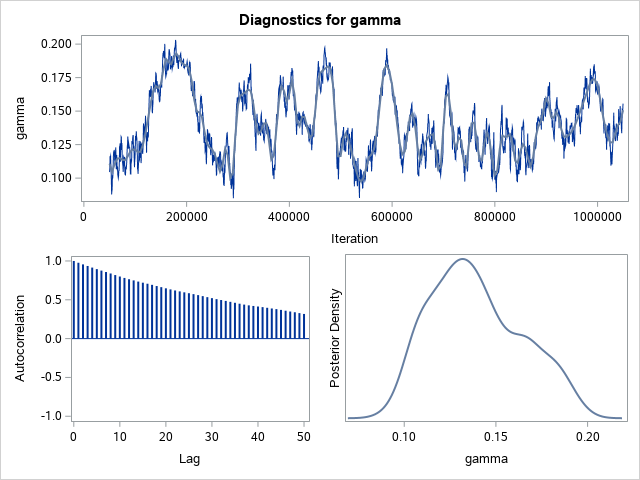 Diagnostics for gamma
0.200
0.175
0.150
0.125
0.100
gamma
0 200000 400000 600000 800000 1000000
Iteration
1.0
0.5
0.0
-0.5
-1.0
Autocorrelation
0 10 20 30 40 50
Lag
Posterior Density
0.10 0.15 0.20
gamma